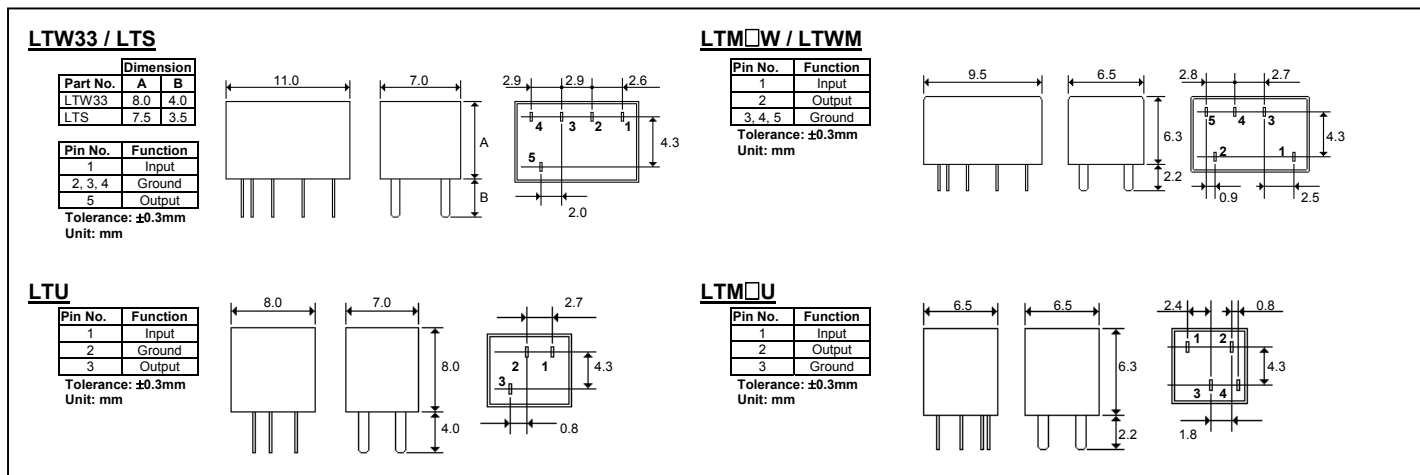 LTW33 / LTS
Dimension
Part No. A B
LTW33 8.0 4.0
LTS 7.5 3.5
Pin No. Function
1 Input
2, 3, 4 Ground
5 Output
Tolerance: ±0.3mm
Unit: mm
11.0
7.0
A
B
2.9 2.9 2.6
4 3 2 1
5
4.3
2.0
LTM□W / LTWM
Pin No. Function
1 Input
2 Output
3, 4, 5 Ground
Tolerance: ±0.3mm
Unit: mm
9.5
6.5
6.3
2.2
2.8 2.7
5 4 3
2 1
4.3
0.9 2.5
LTU
Pin No. Function
1 Input
2 Ground
3 Output
Tolerance: ±0.3mm
Unit: mm
8.0
7.0
8.0
4.0
2.7
2 1
3
4.3
0.8
LTM□U
Pin No. Function
1 Input
2 Output
3 Ground
Tolerance: ±0.3mm
Unit: mm
6.5
6.5
6.3
2.2
2.4 0.8
1 2
3 4
4.3
1.8